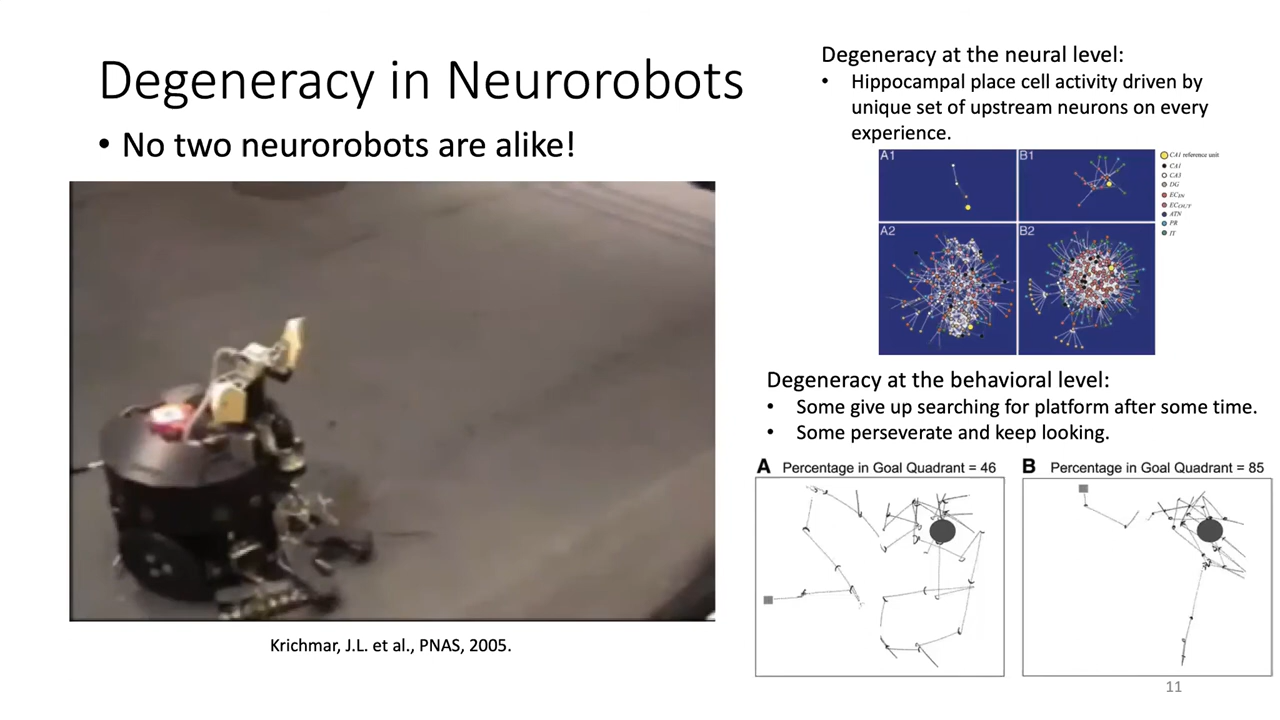 Degeneracy in Neurorobots
• No two neurorobots are alike!
Krichmar, J.L. et al., PNAS, 2005.
Degeneracy at the neural level:
• Hippocampal place cell activity driven by
unique set of upstream neurons on every
experience.
A1
B1
A2
B2
CA1 reference unit
CA1
CA3
DG
ECIN
ECOUT
ATN
PR
IT
Degeneracy at the behavioral level:
• Some give up searching for platform after some time.
• Some perseverate and keep looking.
A Percentage in Goal Quadrant = 46
B Percentage in Goal Quadrant = 85
11